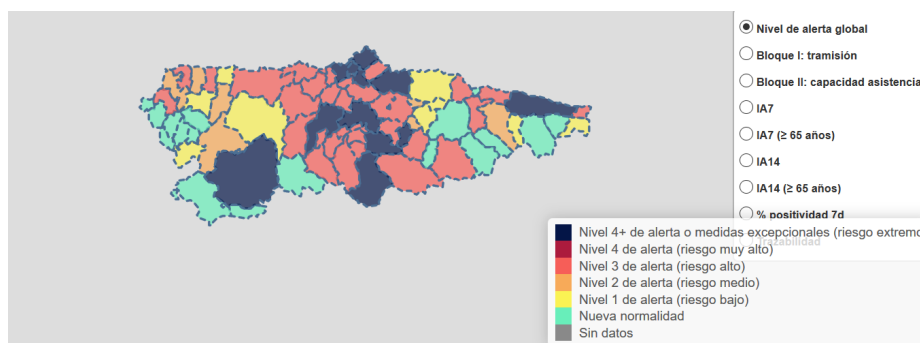 Nivel de alerta global
Bloque I: tramisión
Bloque II: capacidad asistencia
IA7
IA7 (≥ 65 años)
IA14
IA14 (≥ 65 años)
% positividad 7d
Trazabilidad
Nivel 4+ de alerta o medidas excepcionales (riesgo extremo
Nivel 4 de alerta (riesgo muy alto)
Nivel 3 de alerta (riesgo alto)
Nivel 2 de alerta (riesgo medio)
Nivel 1 de alerta (riesgo bajo)
Nueva normalidad
Sin datos